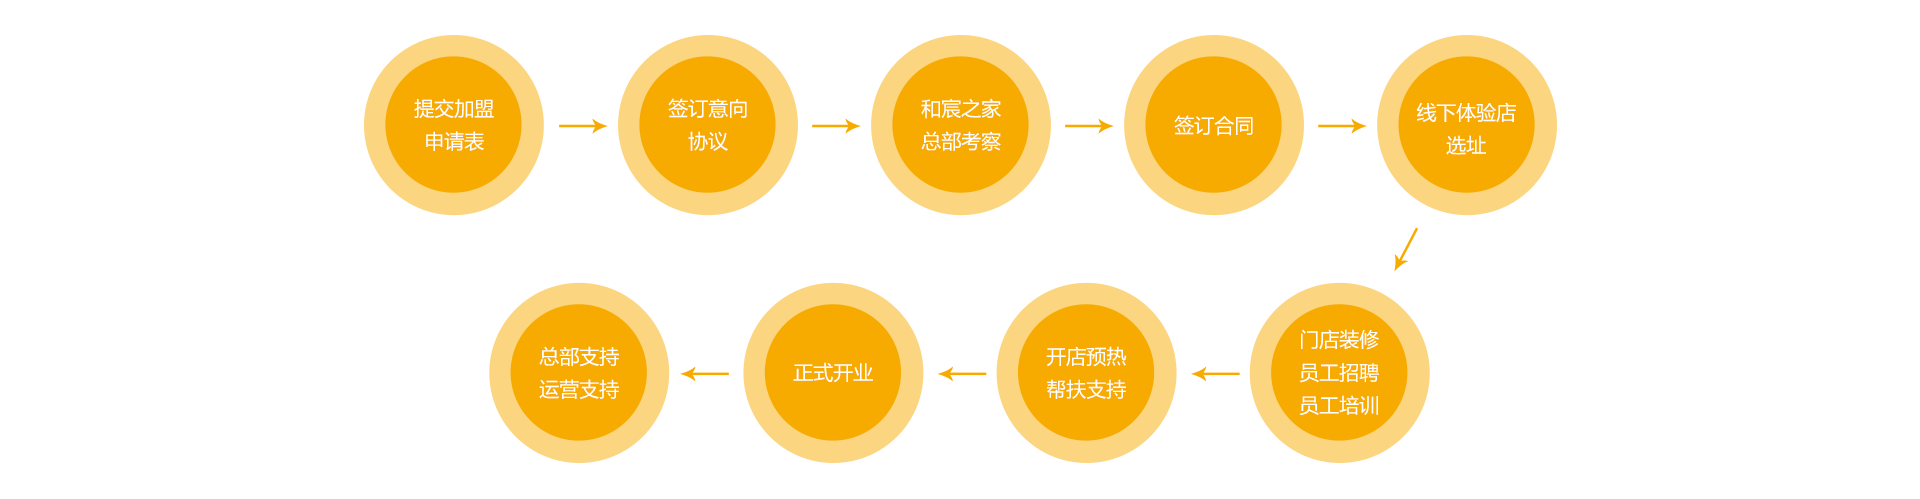 提交加盟
申请表
签订意向
协议
和宸之家
总部考察
签订合同
线下体验店
选址
门店装修
员工招聘
员工培训
开店预热
帮扶支持
正式开业
总部支持
运营支持